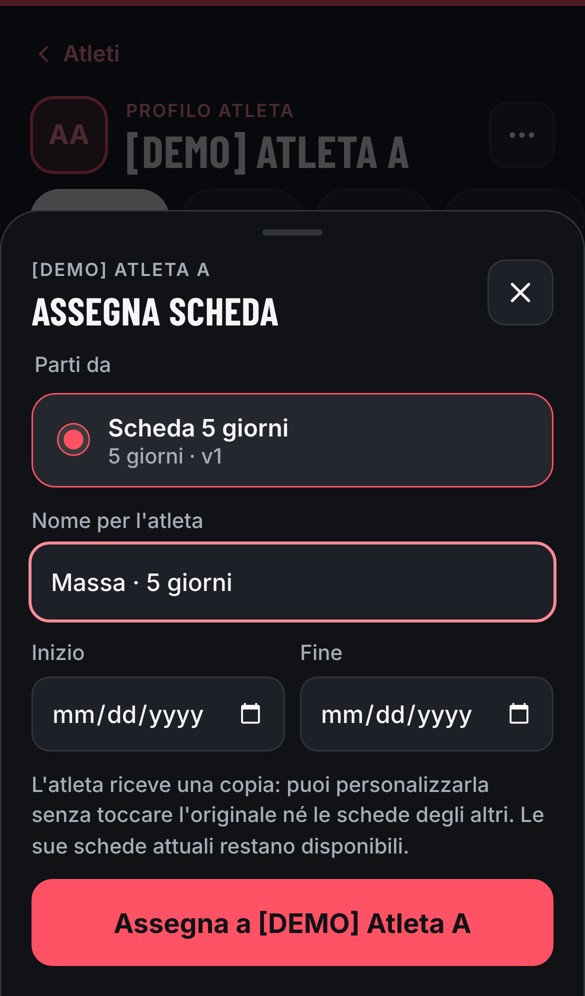 Atleti
AA
PROFILO ATLETA
[DEMO] ATLETA A
[DEMO] ATLETA A
ASSEGNA SCHEDA
Parti da
Scheda 5 giorni
5 giorni · v1
Nome per l'atleta
Massa · 5 giorni
Inizio
Fine
mm/dd/yyyy
mm/dd/yyyy
L'atleta riceve una copia: puoi personalizzarla
senza toccare l'originale né le schede degli altri. Le
sue schede attuali restano disponibili.
Assegna a [DEMO] Atleta A